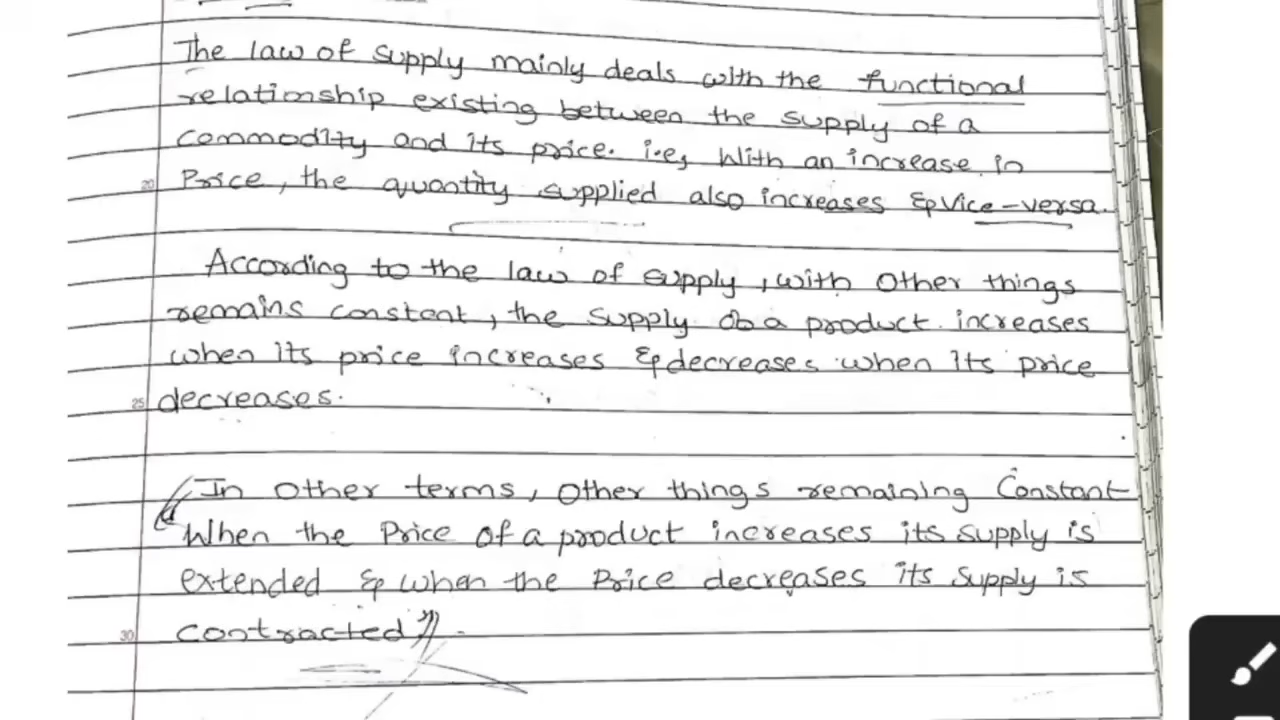 The law of supply mainly deals with the functional
relationship existing between the supply of a
commodity and its price. i.e, With an increase in
20 Price, the quantity supplied also increases & Vice-versa.
According to the law of supply, with other things
remains constant, the supply of a product increases
when its price increases & decreases when its price
25 decreases.
(In other terms, other things remaining Constant
When the Price of a product increases its supply is
extended & when the Price decreases its supply is
30 contracted"